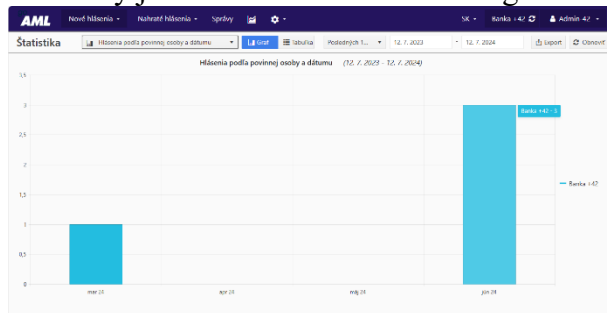 AML Nové hlásenia Nahraté hlásenia Správy SK Banka +42 Admin 42
Štatistika Hlásenia podľa povinnej osoby a dátumu Graf Tabuľka Posledných 1... 12. 7. 2023 - 12. 7. 2024 Export Obnoviť
Hlásenia podľa povinnej osoby a dátumu (12. 7. 2023 - 12. 7. 2024)
3,5
3
Banka +42 - 3
2,5
2
Banka +42
1,5
1
0,5
0
mar 24 apr 24 máj 24 jún 24